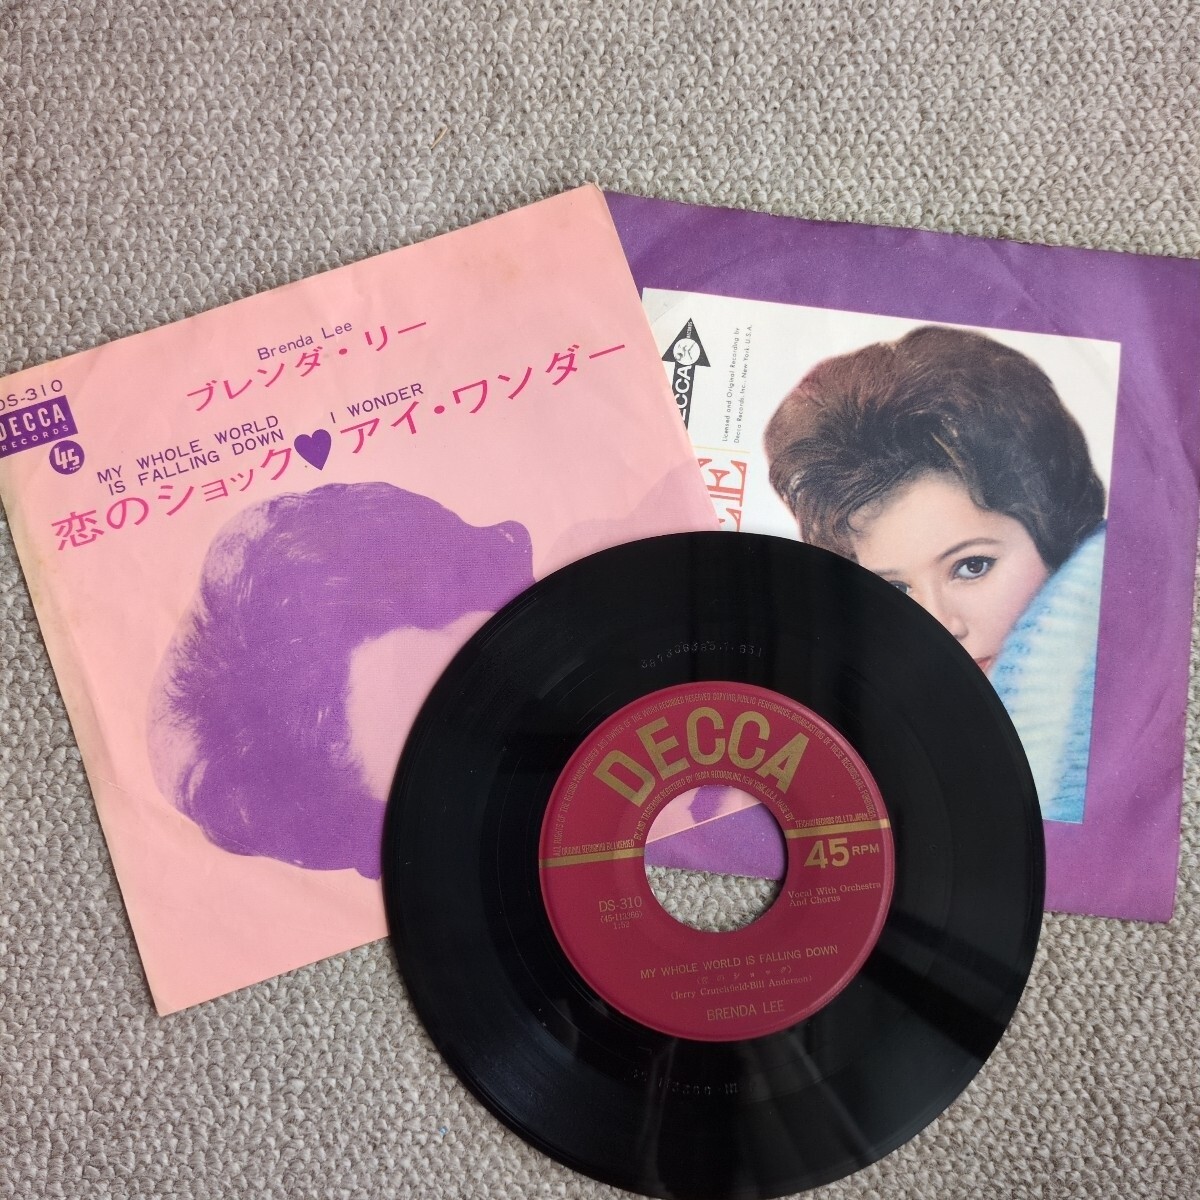 DS-310
DECCA
RECORDS
45
Brenda Lee
ブレンダ・リー
MY WHOLE WORLD
IS FALLING DOWN
I WONDER
恋のショック♥アイ・ワンダー
DECCA
Licensed and Original Recording by
Decca Records, Inc., New York, U.S.A.
DECCA
45 RPM
DS-310
1:52
Vocal With Orchestra
And Chorus
MY WHOLE WORLD IS FALLING DOWN
(Jerry Crutchfield-Bill Anderson)
BRENDA LEE